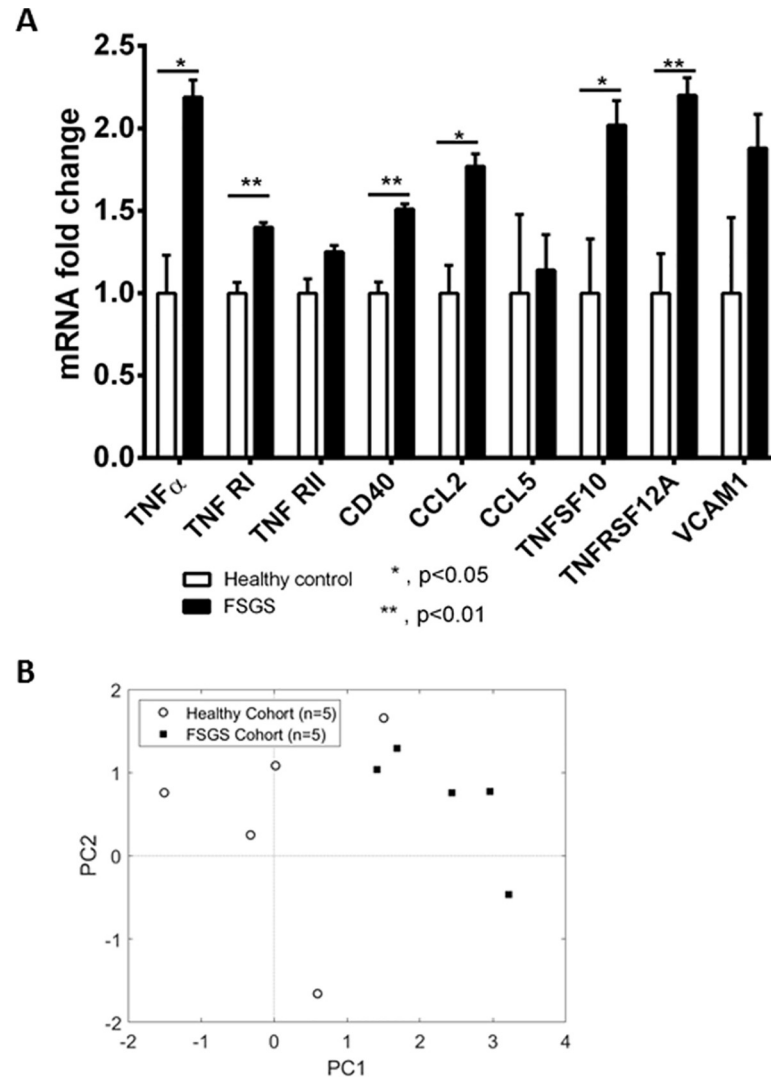 A
mRNA fold change
2.5
2.0
1.5
1.0
0.5
0.0
*
**
**
*
*
**
TNFα
TNF RI
TNF RII
CD40
CCL2
CCL5
TNFSF10
TNFRSF12A
VCAM1
Healthy control
FSGS
* , p<0.05
** , p<0.01
B
Healthy Cohort (n=5)
FSGS Cohort (n=5)
PC2
2
1
0
-1
-2
-2
-1
0
1
2
3
4
PC1